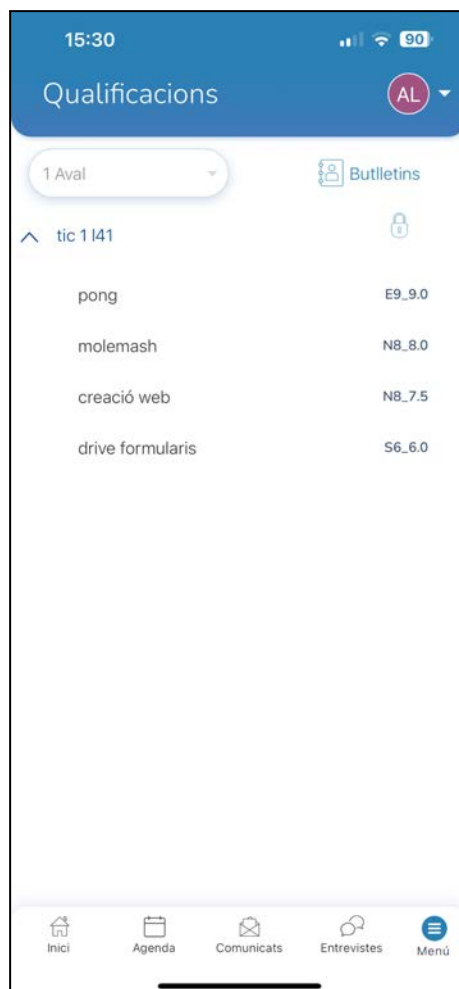 15:30 90
Qualificacions AL
1 Aval Butlletins
tic 1 l41
pong E9_9.0
molemash N8_8.0
creació web N8_7.5
drive formularis S6_6.0
Inici Agenda Comunicats Entrevistes Menú